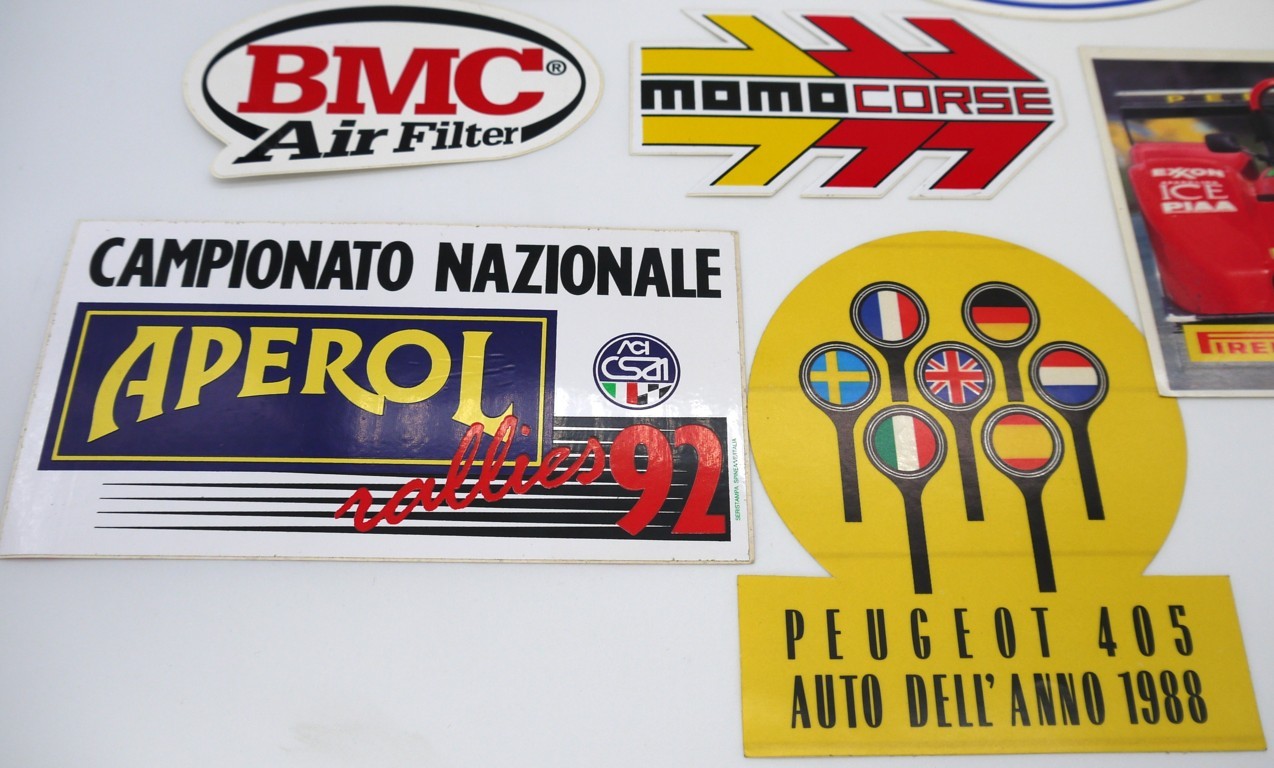 BMC®
Air Filter
MOMOCORSE
EXXON
SUPERFLO
ICE
PIAA
CAMPIONATO NAZIONALE
APEROL
rallies 92
ACI
CSAI
PEUGEOT 405
AUTO DELL'ANNO 1988